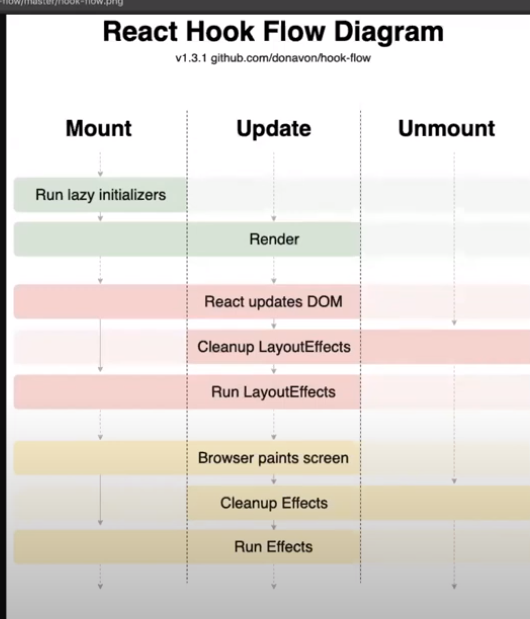 -flow/master/hook-flow.png
React Hook Flow Diagram
v1.3.1 github.com/donavon/hook-flow
Mount Update Unmount
Run lazy initializers
Render
React updates DOM
Cleanup LayoutEffects
Run LayoutEffects
Browser paints screen
Cleanup Effects
Run Effects